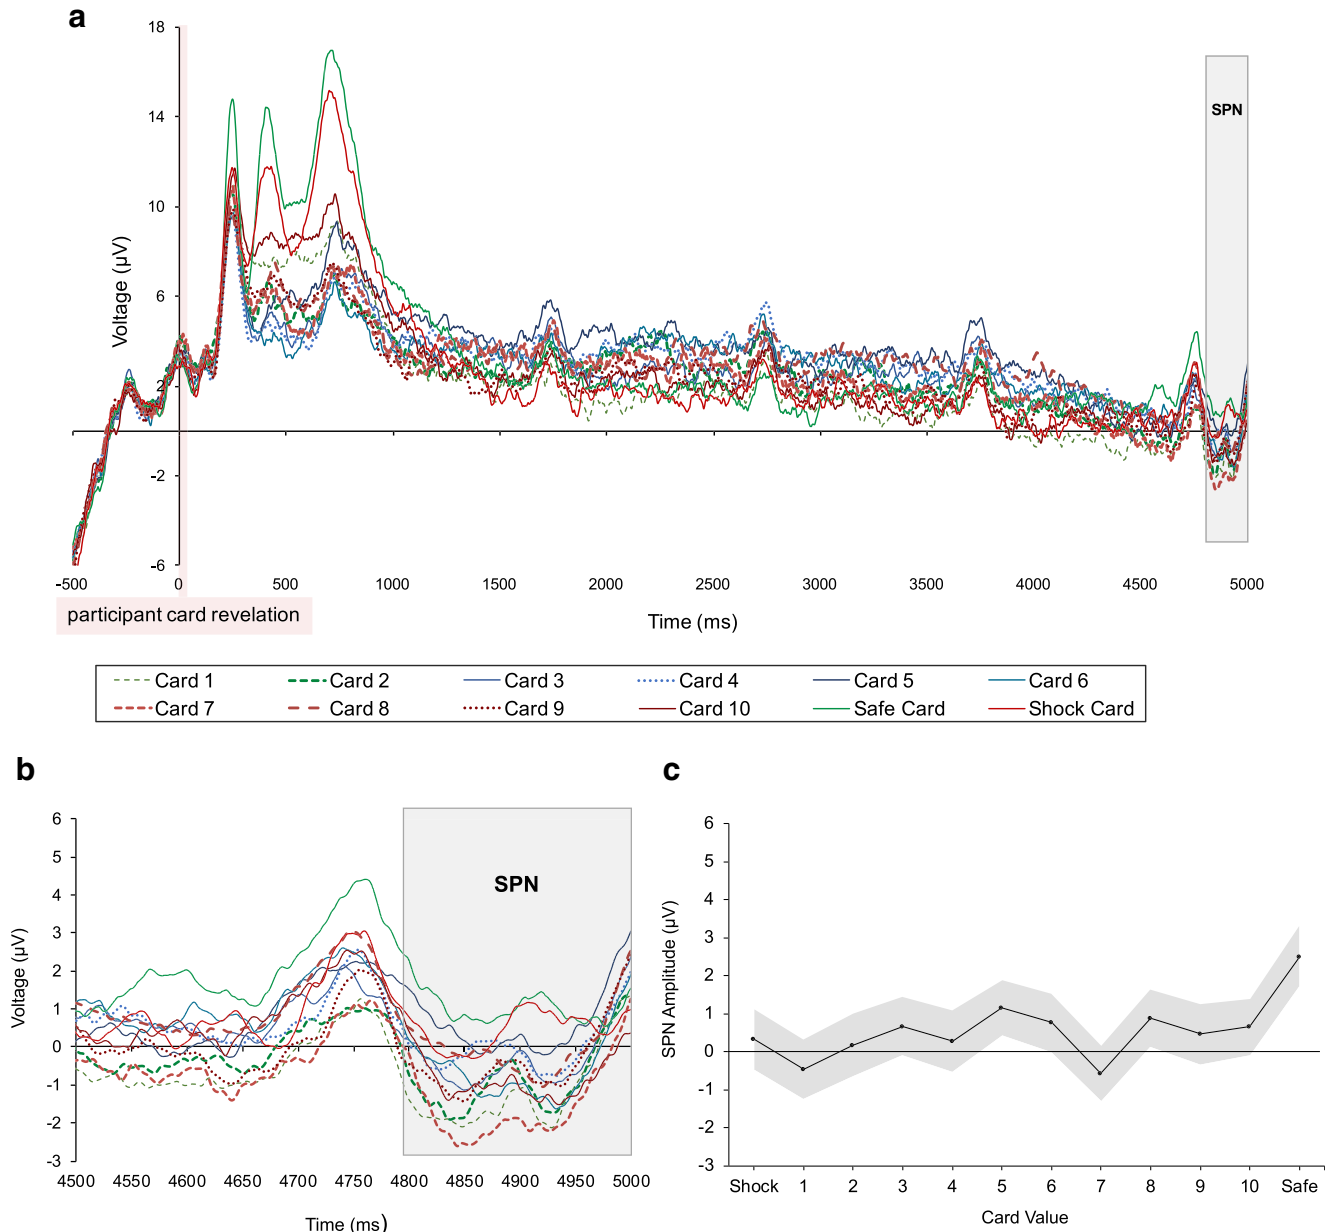 a
18
14
10
6
2
-2
-6
Voltage (µV)
SPN
-500 0 500 1000 1500 2000 2500 3000 3500 4000 4500 5000
participant card revelation
Time (ms)
Card 1 Card 2 Card 3 Card 4 Card 5 Card 6
Card 7 Card 8 Card 9 Card 10 Safe Card Shock Card
b
6
5
4
3
2
1
0
-1
-2
-3
Voltage (µV)
SPN
4500 4550 4600 4650 4700 4750 4800 4850 4900 4950 5000
Time (ms)
c
6
5
4
3
2
1
0
-1
-2
-3
SPN Amplitude (µV)
Shock 1 2 3 4 5 6 7 8 9 10 Safe
Card Value